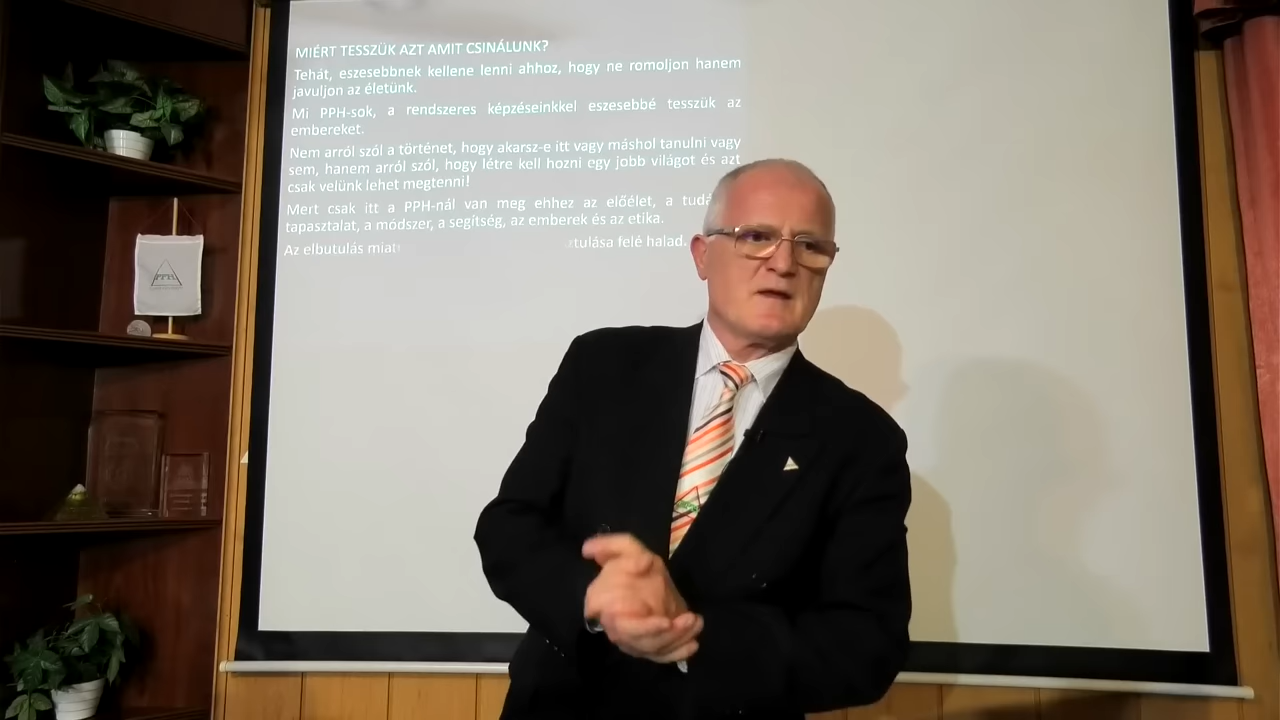 MIÉRT TESSZÜK AZT AMIT CSINÁLUNK?
Tehát, eszesebbnek kellene lenni ahhoz, hogy ne romoljon hanem
javuljon az életünk.
Mi PPH-sok, a rendszeres képzéseinkkel eszesebbé tesszük az
embereket.
Nem arról szól a történet, hogy akarsz-e itt vagy máshol tanulni vagy
sem, hanem arról szól, hogy létre kell hozni egy jobb világot és azt
csak velünk lehet megtenni!
Mert csak itt a PPH-nál van meg ehhez az előélet, a
tapasztalat, a módszer, a segítség, az emberek és az etika.
Az elbutulás felé halad.
PPH